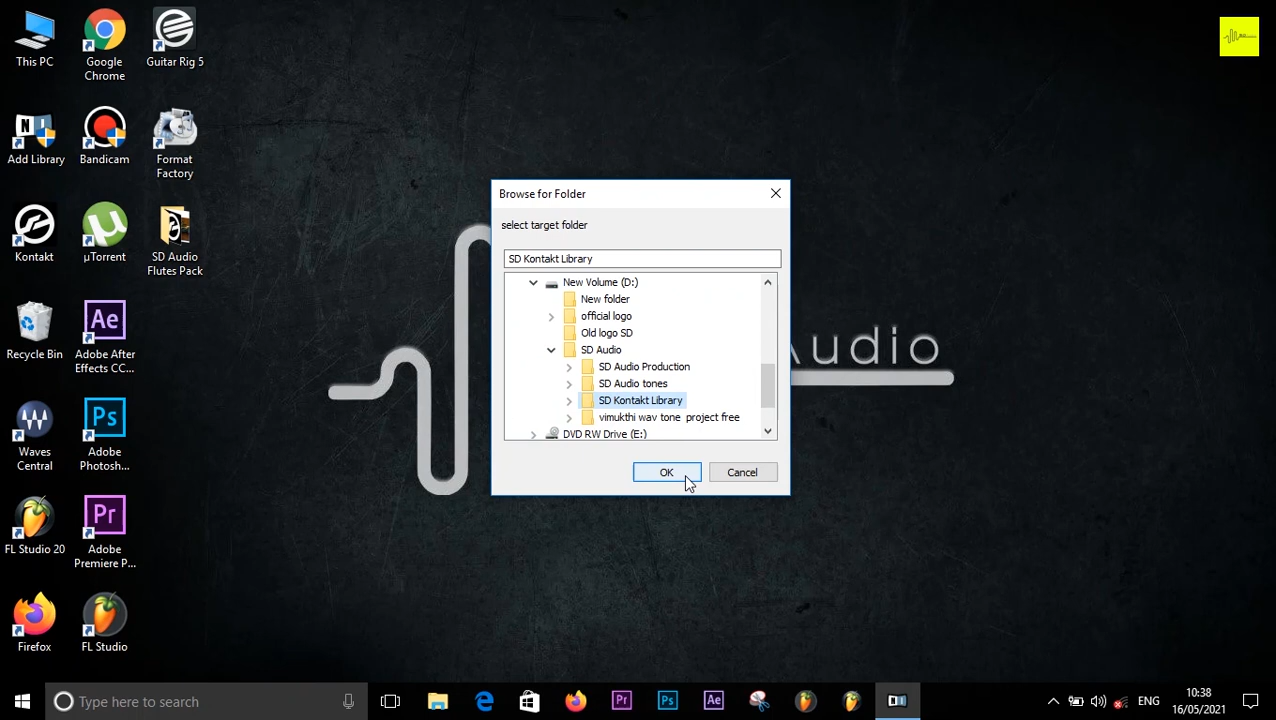 This PC
Google
Chrome
Guitar Rig 5
Add Library
Bandicam
Format
Factory
Kontakt
µTorrent
SD Audio
Flutes Pack
Recycle Bin
Adobe After
Effects CC...
Waves
Central
Adobe
Photosh...
FL Studio 20
Adobe
Premiere P...
Firefox
FL Studio
Audio
Browse for Folder
select target folder
SD Kontakt Library
New Volume (D:)
New folder
official logo
Old logo SD
SD Audio
SD Audio Production
SD Audio tones
SD Kontakt Library
vimukthi wav tone project free
DVD RW Drive (E:)
OK
Cancel
Type here to search
ENG
10:38
16/05/2021